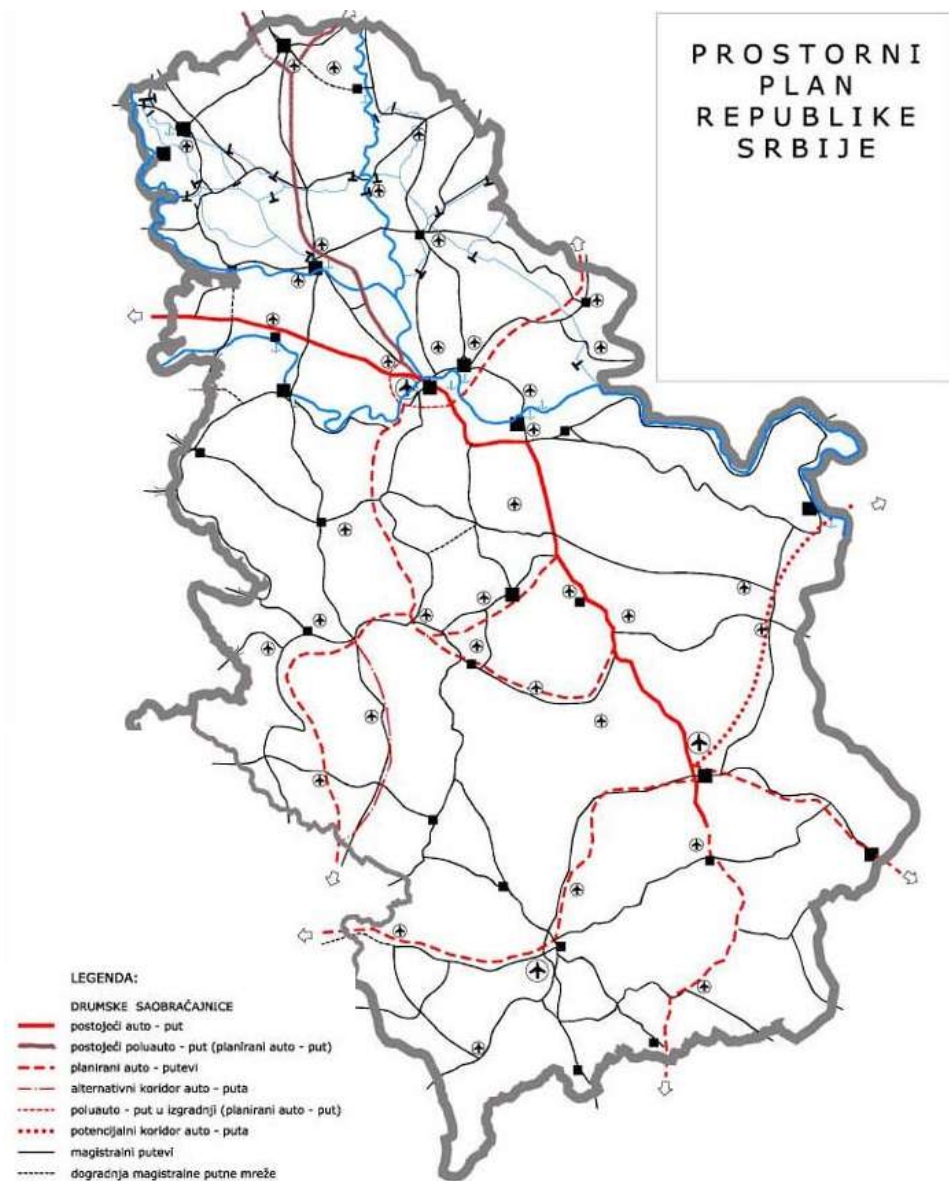 PROSTORNI
PLAN
REPUBLIKE
SRBIJE
LEGENDA:
DRUMSKE SAOBRAĆAJNICE
postojeći auto - put
postojeći poluauto - put (planirani auto - put)
planirani auto - putevi
alternativni koridor auto - puta
poluauto - put u izgradnji (planirani auto - put)
potencijalni koridor auto - puta
magistralni putevi
dogradnja magistralne putne mreže